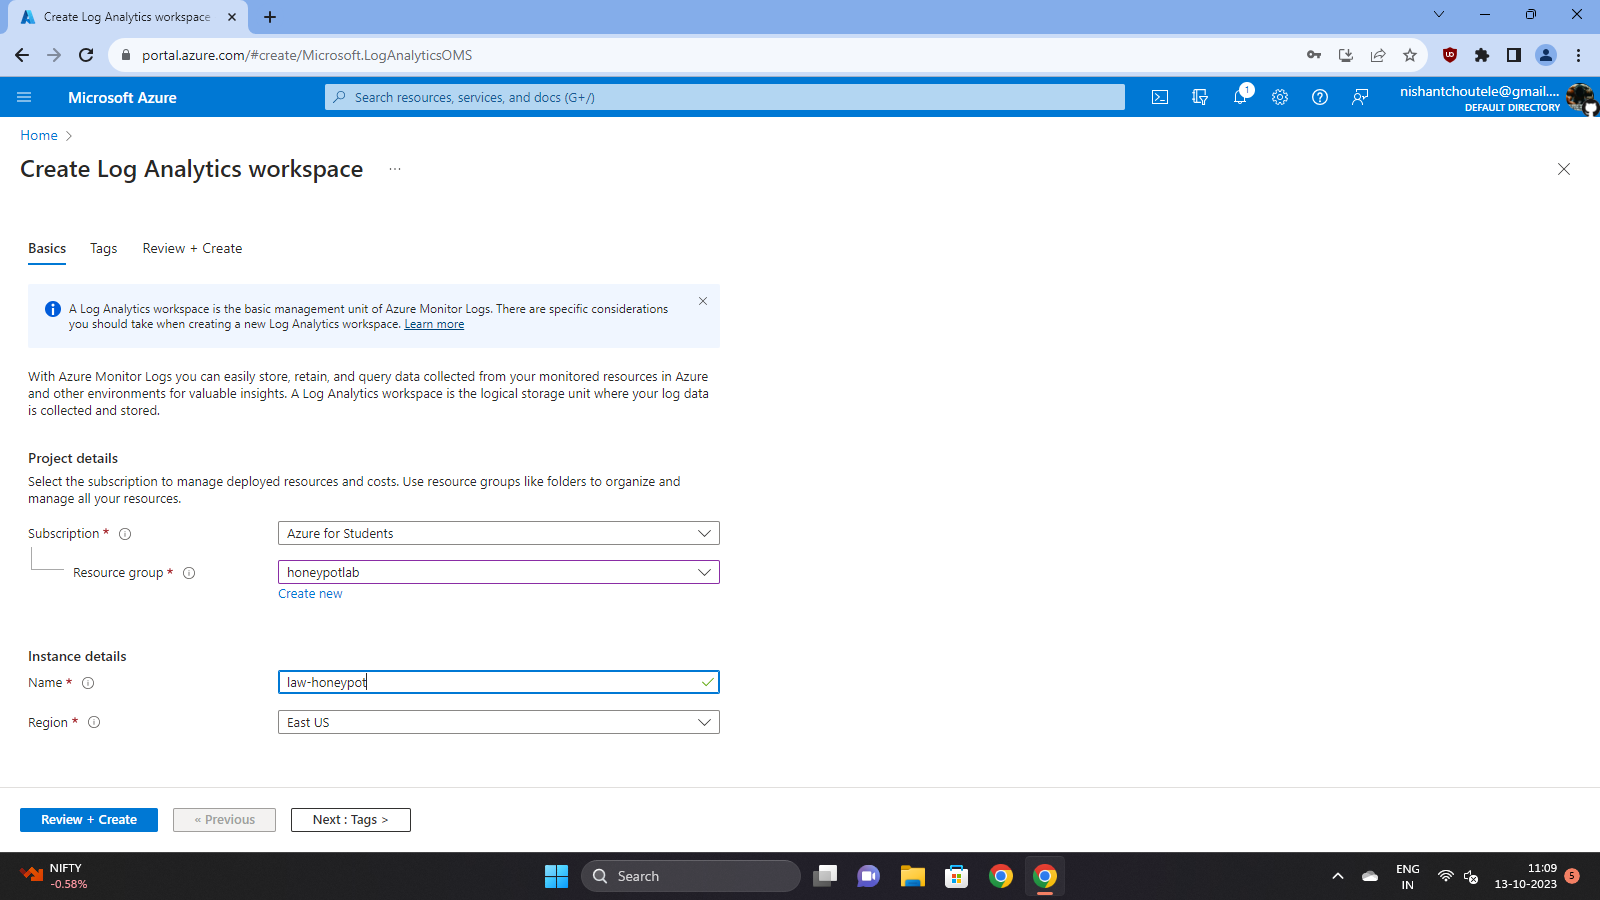 Create Log Analytics workspace
portal.azure.com/#create/Microsoft.LogAnalyticsOMS
Microsoft Azure
Search resources, services, and docs (G+/)
1
nishantchoutele@gmail....
DEFAULT DIRECTORY
Home
Create Log Analytics workspace
...
Basics
Tags
Review + Create
A Log Analytics workspace is the basic management unit of Azure Monitor Logs. There are specific considerations
you should take when creating a new Log Analytics workspace. Learn more
With Azure Monitor Logs you can easily store, retain, and query data collected from your monitored resources in Azure
and other environments for valuable insights. A Log Analytics workspace is the logical storage unit where your log data
is collected and stored.
Project details
Select the subscription to manage deployed resources and costs. Use resource groups like folders to organize and
manage all your resources.
Subscription *
Azure for Students
Resource group *
honeypotlab
Create new
Instance details
Name *
law-honeypot
Region *
East US
Review + Create
« Previous
Next : Tags >
NIFTY
-0.58%
Search
ENG
IN
11:09
13-10-2023
5